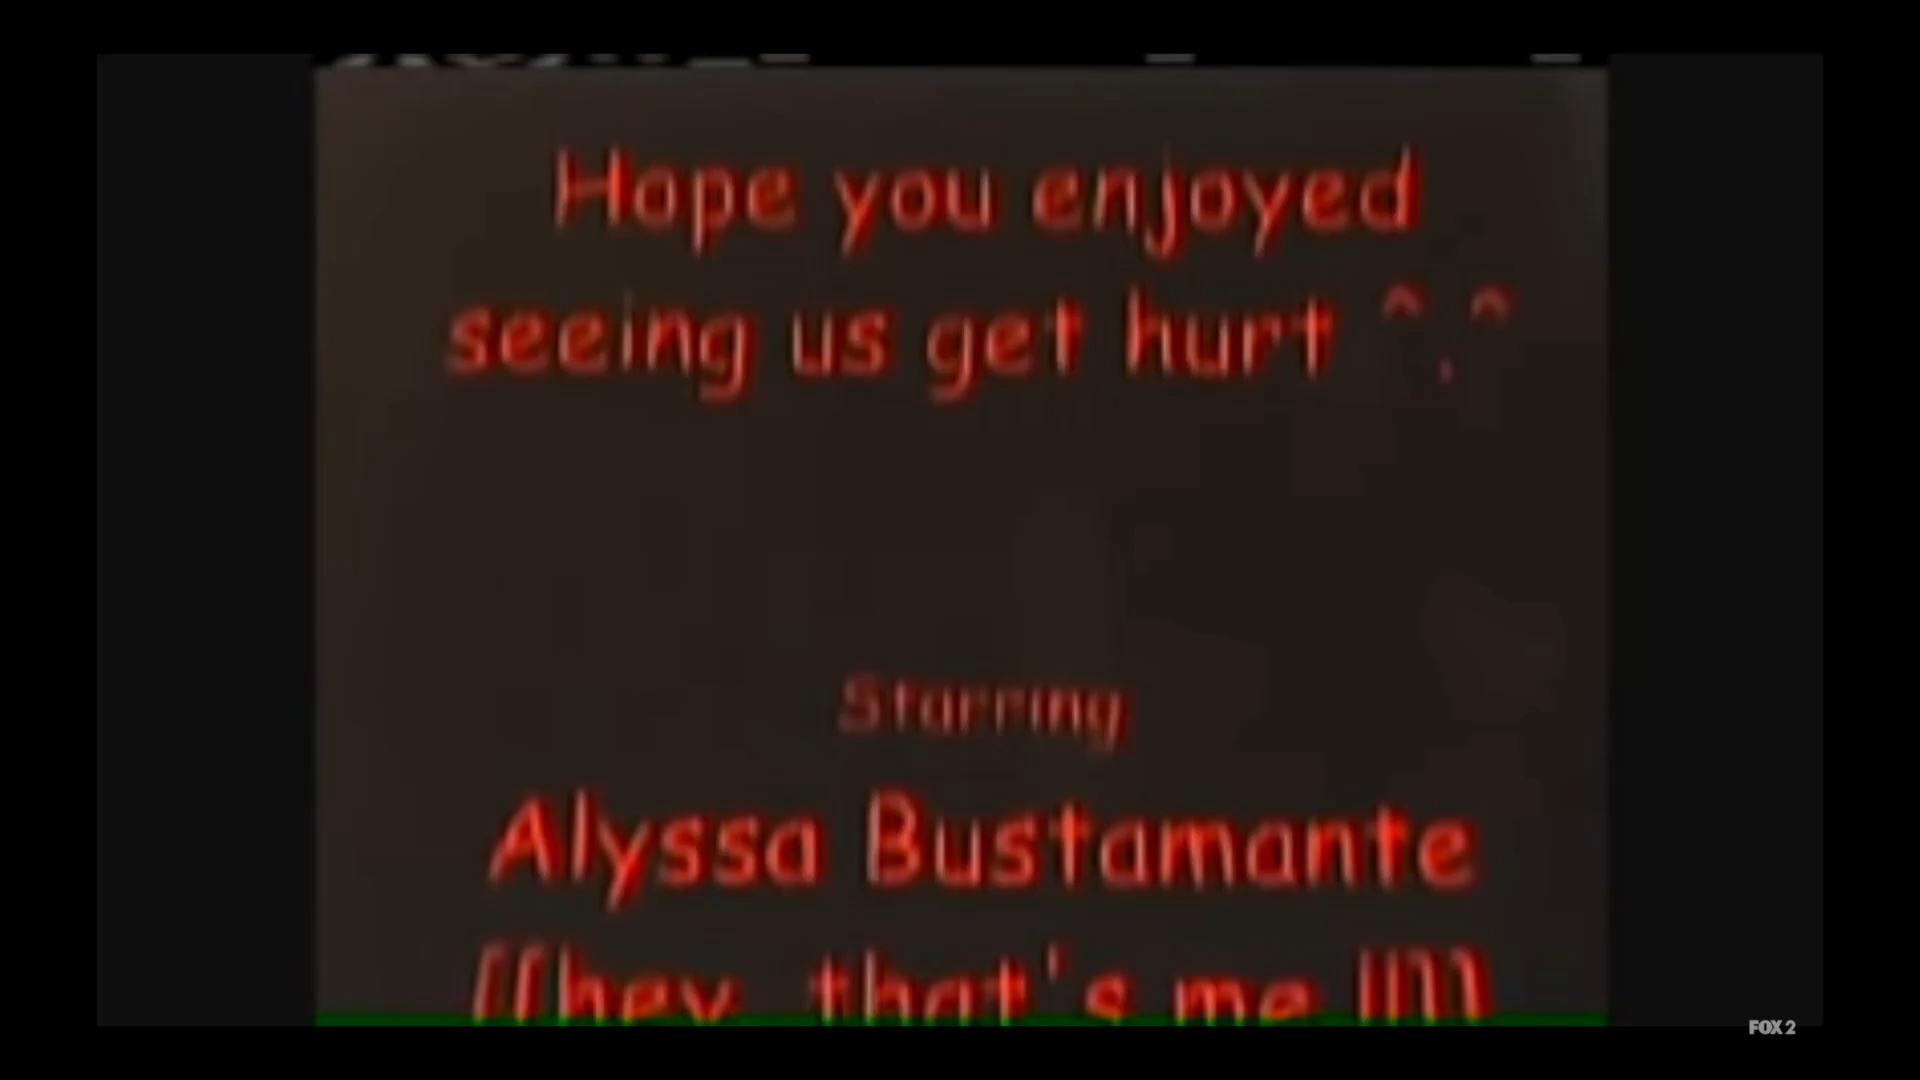 Hope you enjoyed
seeing us get hurt ^.^
Starring
Alyssa Bustamante
((hey, that's me !!))
FOX 2